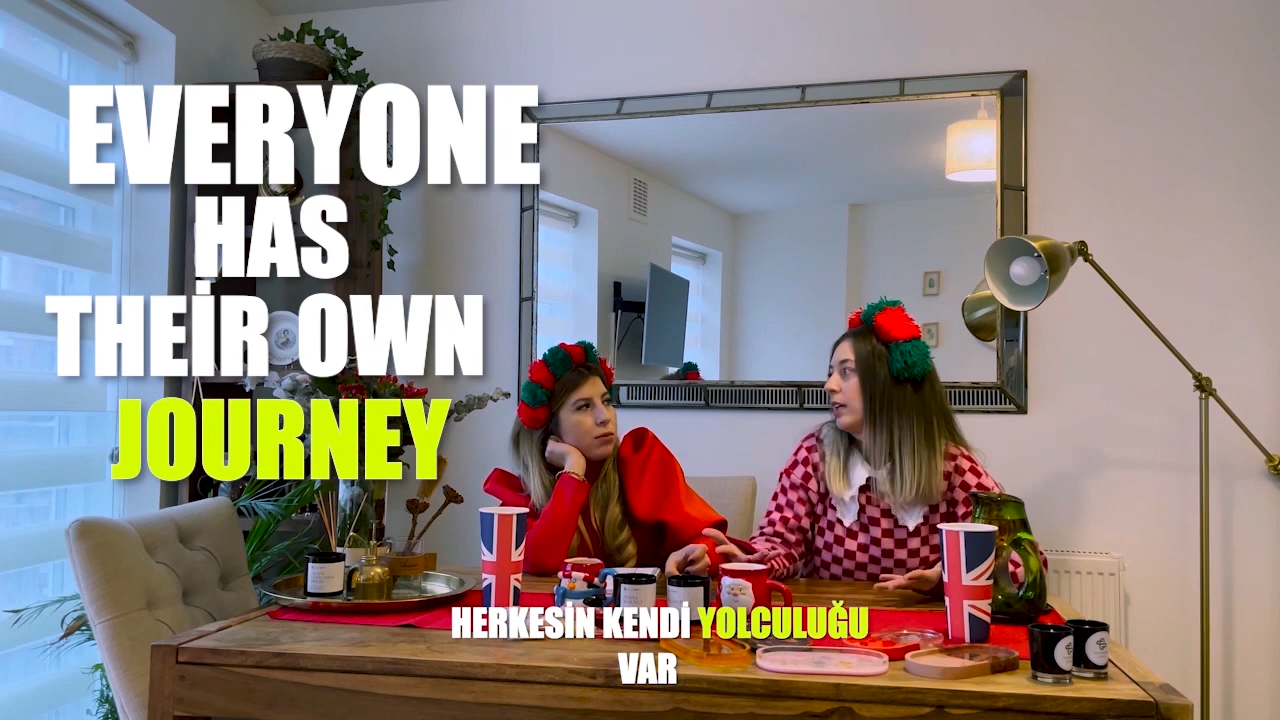 EVERYONE
HAS
THEİR OWN
JOURNEY
HERKESİN KENDİ YOLCULUĞU
VAR